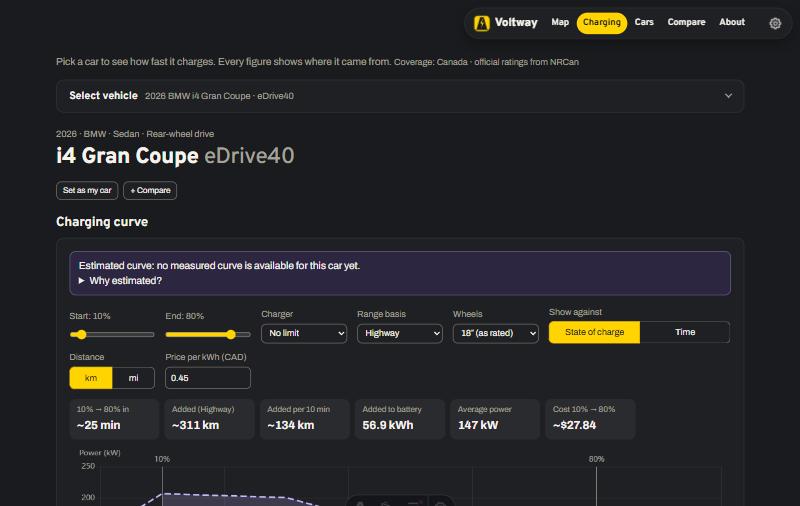 Voltway Map Charging Cars Compare About
Pick a car to see how fast it charges. Every figure shows where it came from. Coverage: Canada · official ratings from NRCan
Select vehicle 2026 BMW i4 Gran Coupe · eDrive40
2026 · BMW · Sedan · Rear-wheel drive
i4 Gran Coupe eDrive40
Set as my car + Compare
Charging curve
Estimated curve: no measured curve is available for this car yet.
▶ Why estimated?
Start: 10% End: 80% Charger Range basis Wheels Show against
No limit Highway 18" (as rated) State of charge Time
Distance Price per kWh (CAD)
km mi 0.45
10% → 80% in Added (Highway) Added per 10 min Added to battery Average power Cost 10% → 80%
~25 min ~311 km ~134 km 56.9 kWh 147 kW ~$27.84
Power (kW)
10% 80%
250
200